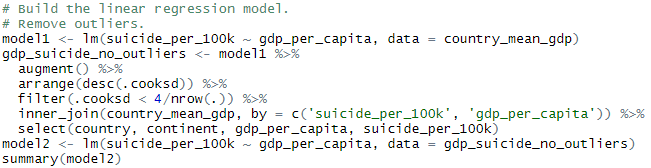 # Build the linear regression model.
# Remove outliers.
model1 <- lm(suicide_per_100k ~ gdp_per_capita, data = country_mean_gdp)
gdp_suicide_no_outliers <- model1 %>%
  augment() %>%
  arrange(desc(.cooksd)) %>%
  filter(.cooksd < 4/nrow(.)) %>%
  inner_join(country_mean_gdp, by = c('suicide_per_100k', 'gdp_per_capita')) %>%
  select(country, continent, gdp_per_capita, suicide_per_100k)
model2 <- lm(suicide_per_100k ~ gdp_per_capita, data = gdp_suicide_no_outliers)
summary(model2)